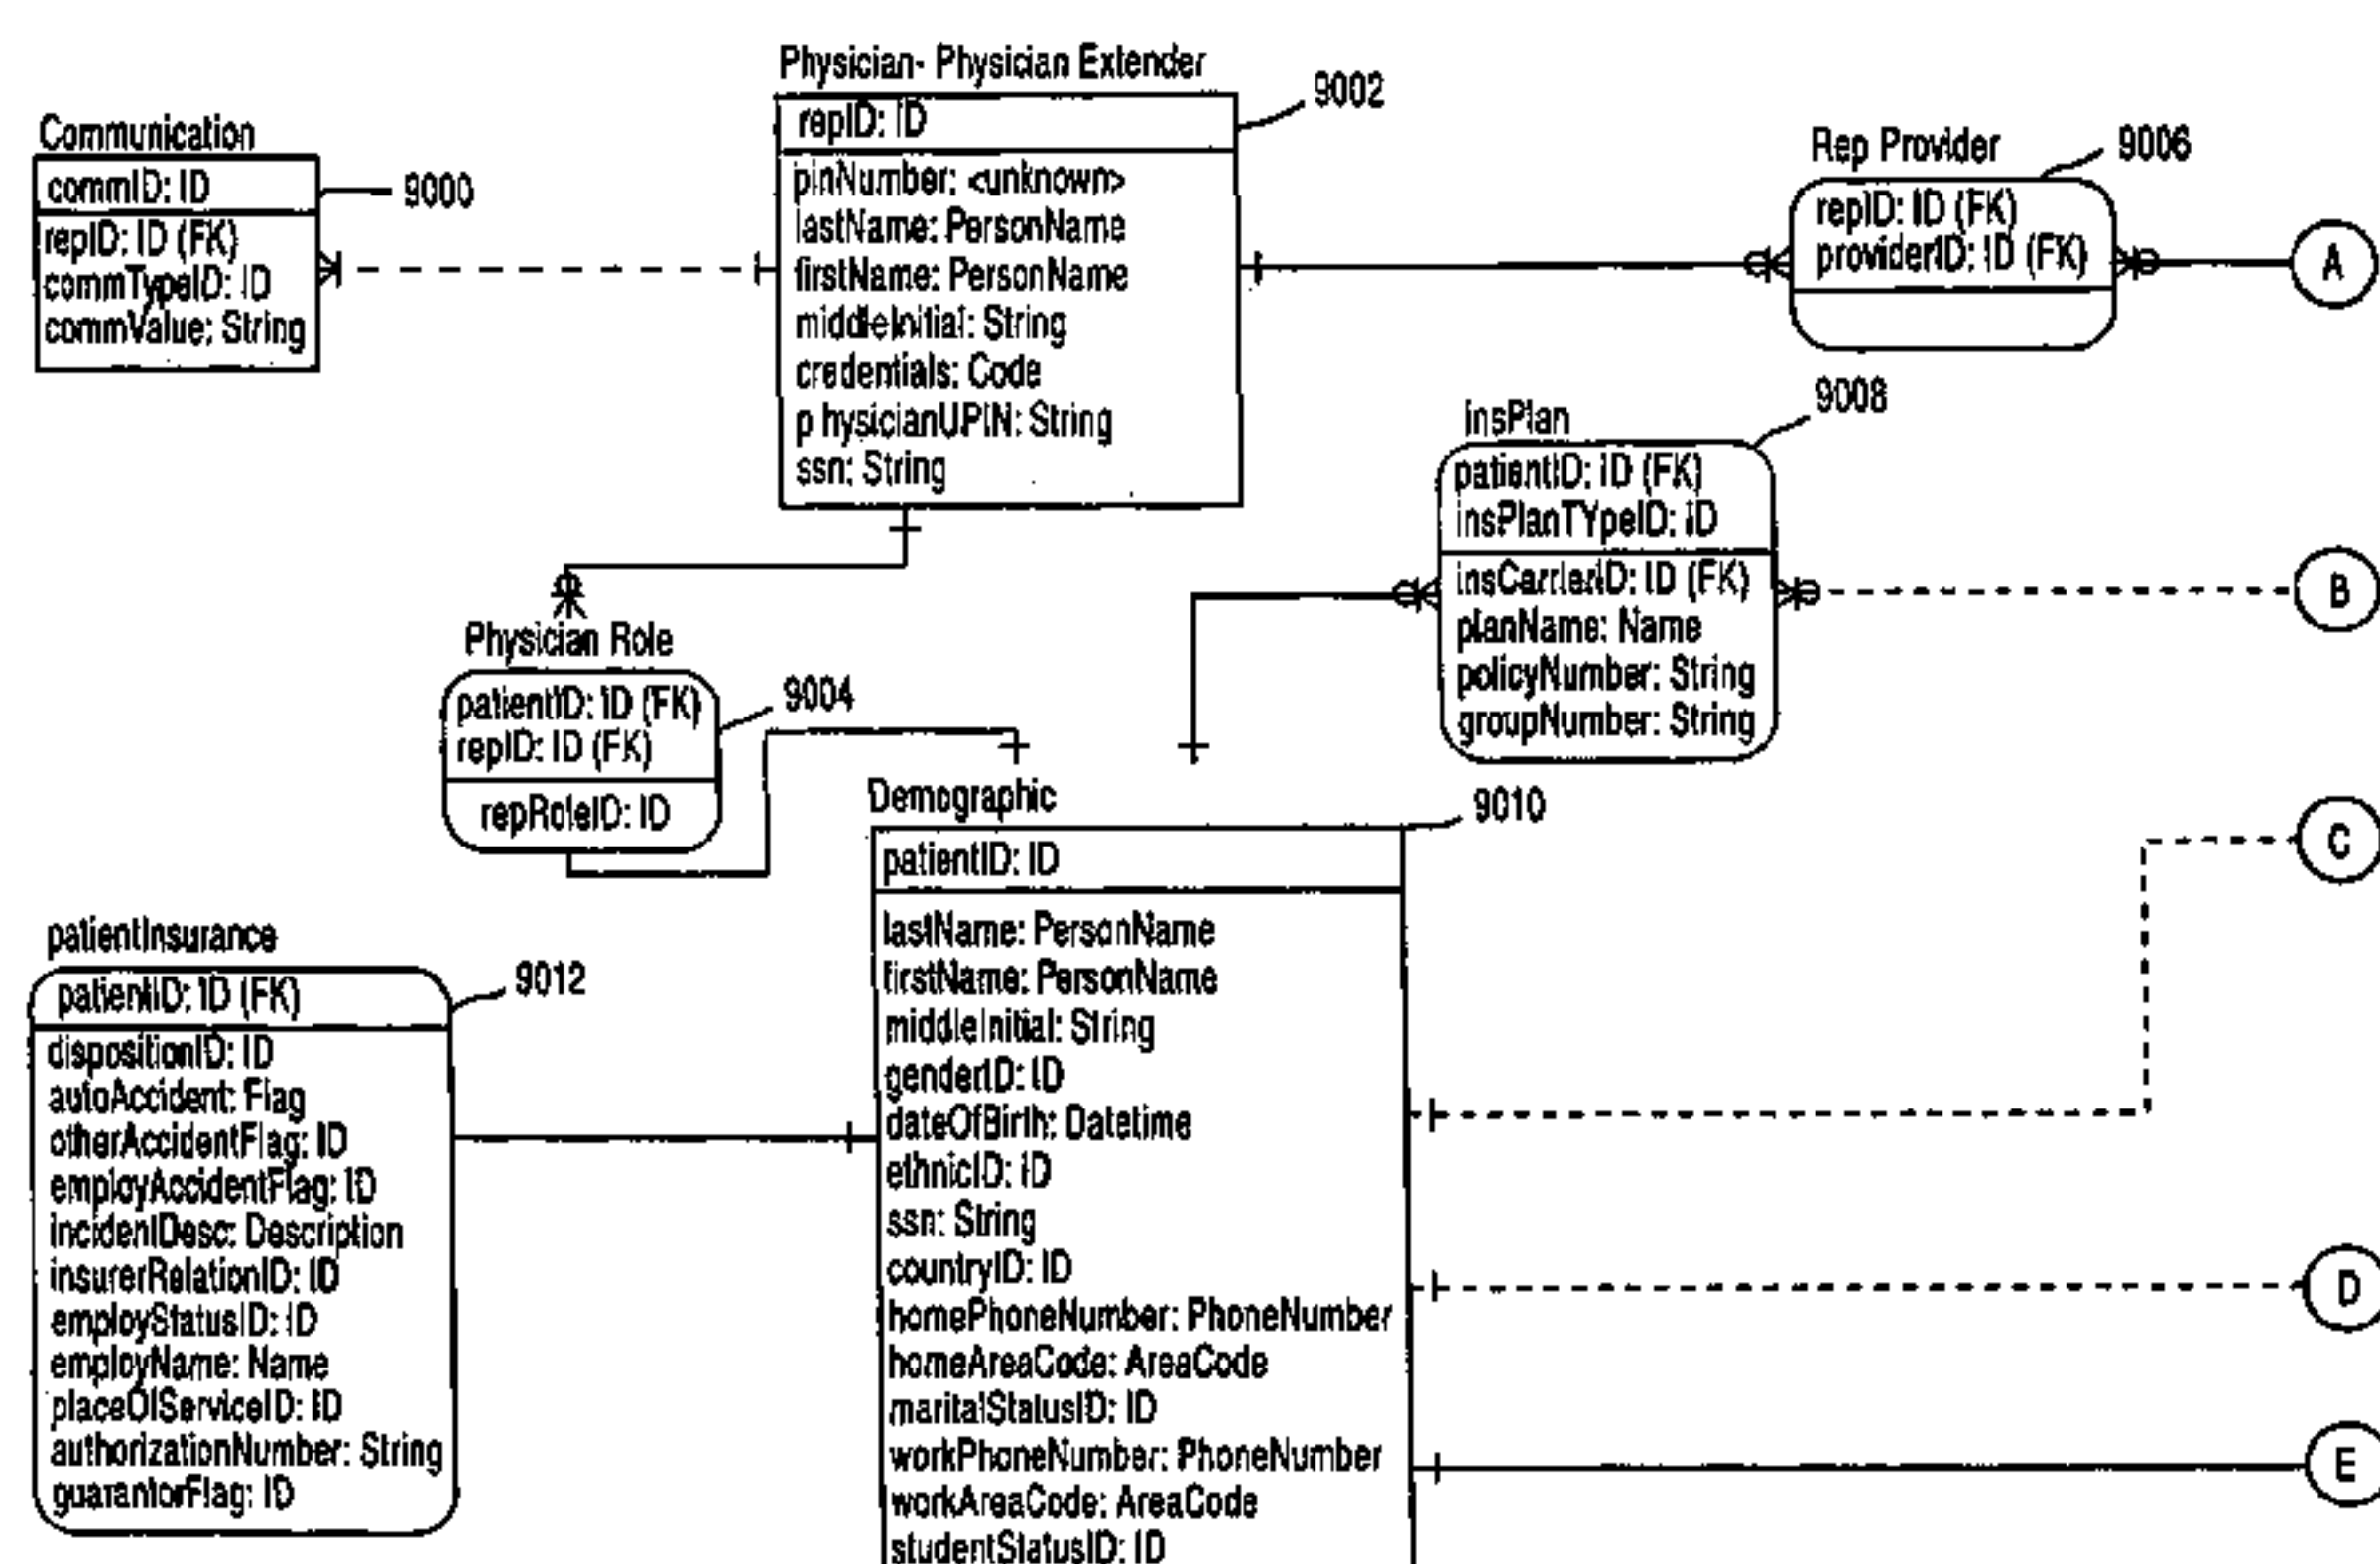 Physician- Physician Extender
9002
repID: ID
pinNumber: <unknown>
lastName: PersonName
firstName: PersonName
middleInitial: String
credentials: Code
p hysicianUPIN: String
ssn: String
Communication
9000
commID: ID
repID: ID (FK)
commTypeID: ID
commValue: String
Rep Provider
9006
repID: ID (FK)
providerID: ID (FK)
A
insPlan
9008
patientID: ID (FK)
insPlanTYpeID: ID
insCarrierID: ID (FK)
planName: Name
policyNumber: String
groupNumber: String
B
Physician Role
9004
patientID: ID (FK)
repID: ID (FK)
repRoleID: ID
Demographic
9010
patientID: ID
lastName: PersonName
firstName: PersonName
middleInitial: String
genderID: ID
dateOfBirth: Datetime
ethnicID: ID
ssn: String
countryID: ID
homePhoneNumber: PhoneNumber
homeAreaCode: AreaCode
maritalStatusID: ID
workPhoneNumber: PhoneNumber
workAreaCode: AreaCode
studentStatusID: ID
C
D
E
patientInsurance
9012
patientID: ID (FK)
dispositionID: ID
autoAccident: Flag
otherAccidentFlag: ID
employAccidentFlag: ID
incidentDesc: Description
insurerRelationID: ID
employStatusID: ID
employName: Name
placeOfServiceID: ID
authorizationNumber: String
guarantorFlag: ID